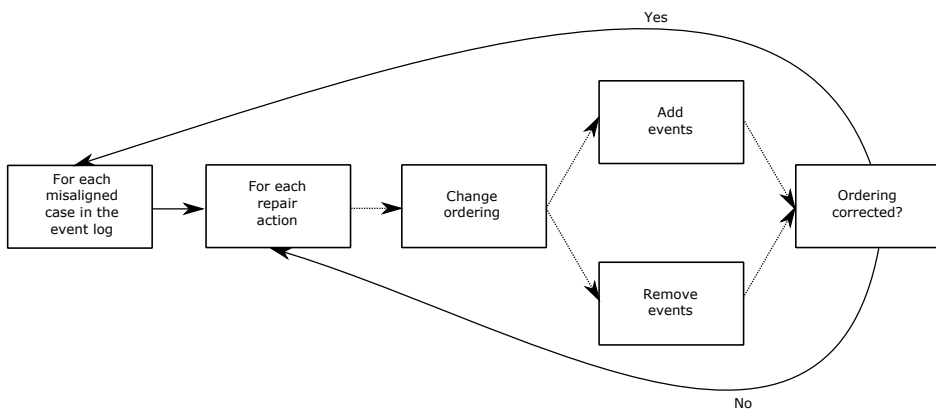 Yes
Add
events
For each
misaligned
case in the
event log
For each
repair
action
Change
ordering
Ordering
corrected?
Remove
events
No